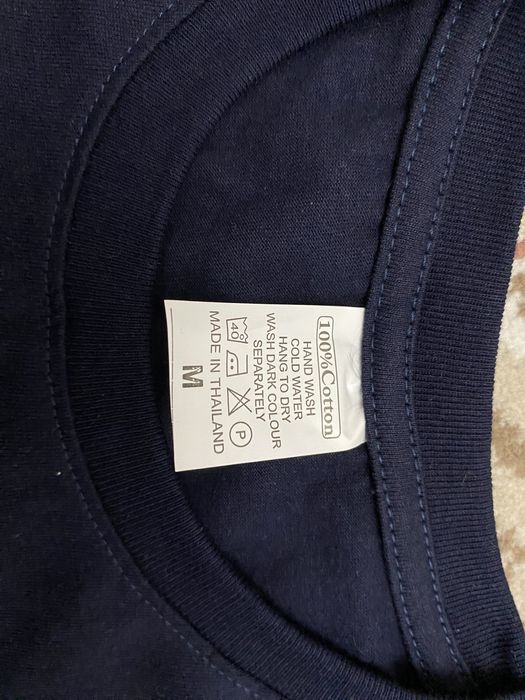 100%Cotton
HAND WASH
COLD WATER
HANG TO DRY
WASH DARK COLOUR
SEPARATELY
40 P
MADE IN THAILAND
M